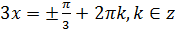 3x = ±π/3 + 2πk, k ∈ z